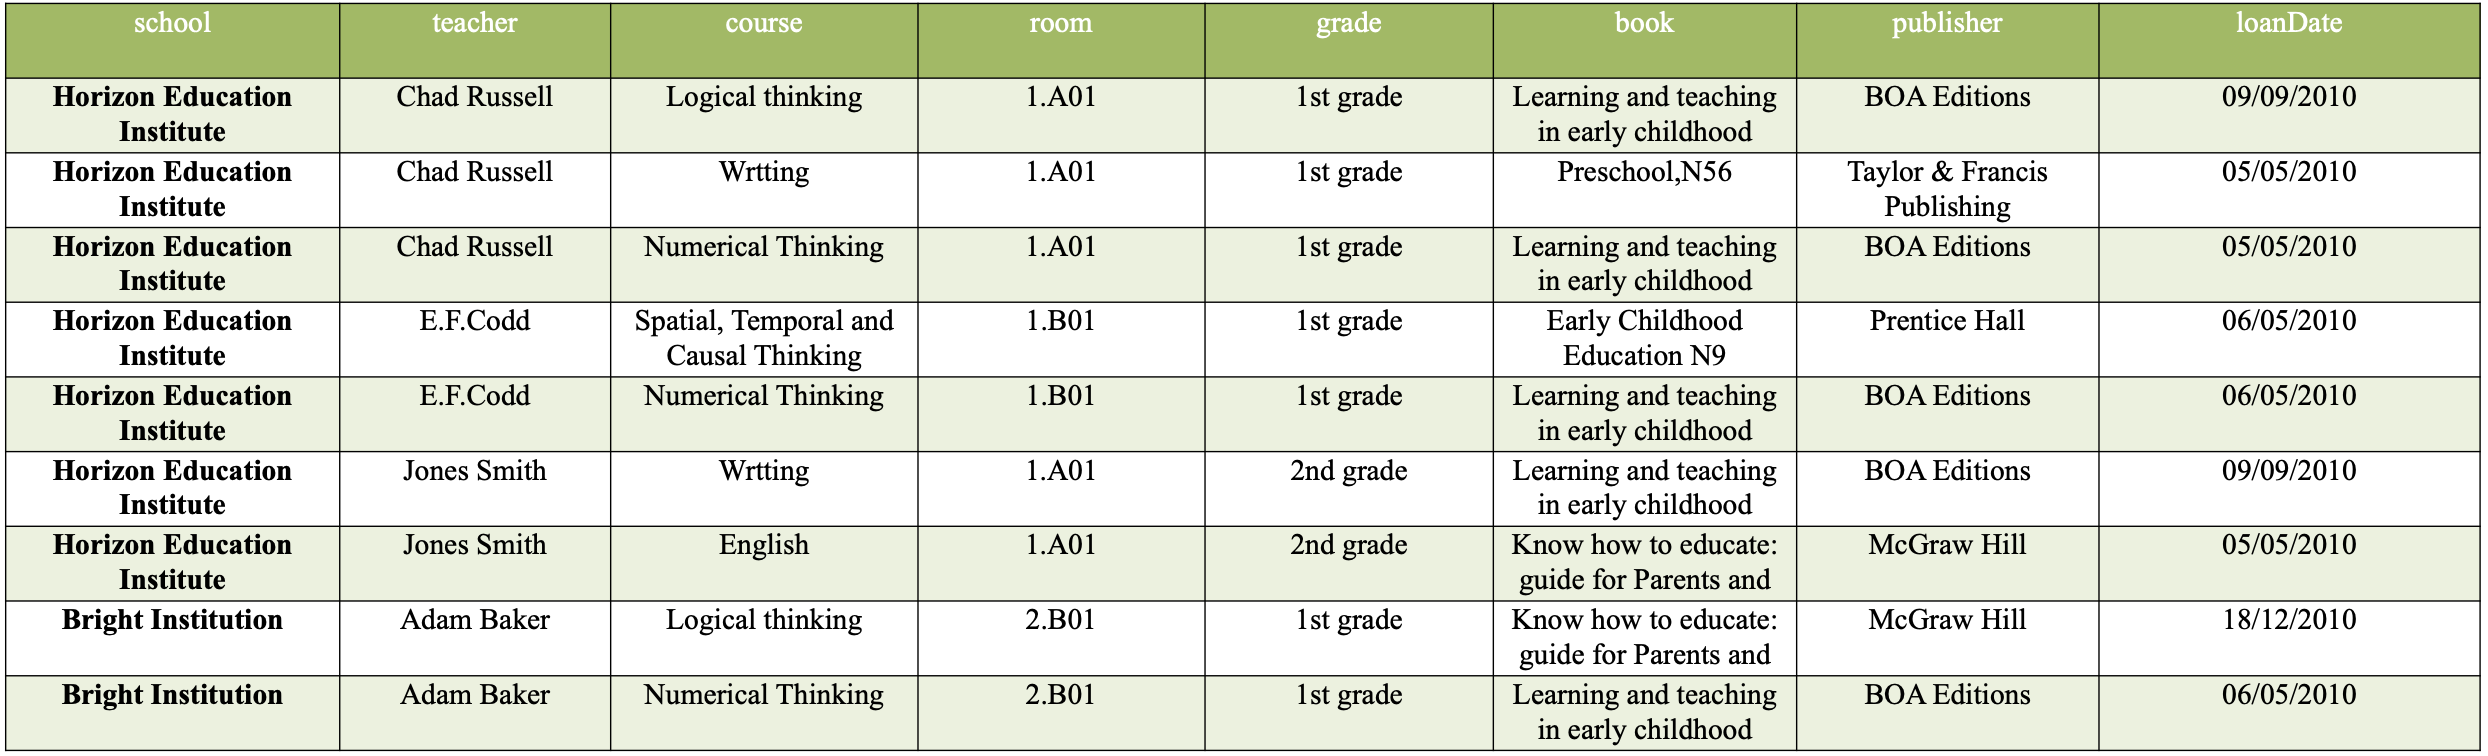 school teacher course room grade book publisher loanDate
Horizon Education Chad Russell Logical thinking 1.A01 1st grade Learning and teaching BOA Editions 09/09/2010
Institute in early childhood
Horizon Education Chad Russell Wrtting 1.A01 1st grade Preschool,N56 Taylor & Francis 05/05/2010
Institute Publishing
Horizon Education Chad Russell Numerical Thinking 1.A01 1st grade Learning and teaching BOA Editions 05/05/2010
Institute in early childhood
Horizon Education E.F.Codd Spatial, Temporal and 1.B01 1st grade Early Childhood Prentice Hall 06/05/2010
Institute Causal Thinking Education N9
Horizon Education E.F.Codd Numerical Thinking 1.B01 1st grade Learning and teaching BOA Editions 06/05/2010
Institute in early childhood
Horizon Education Jones Smith Wrtting 1.A01 2nd grade Learning and teaching BOA Editions 09/09/2010
Institute in early childhood
Horizon Education Jones Smith English 1.A01 2nd grade Know how to educate: McGraw Hill 05/05/2010
Institute guide for Parents and
Bright Institution Adam Baker Logical thinking 2.B01 1st grade Know how to educate: McGraw Hill 18/12/2010
guide for Parents and
Bright Institution Adam Baker Numerical Thinking 2.B01 1st grade Learning and teaching BOA Editions 06/05/2010
in early childhood